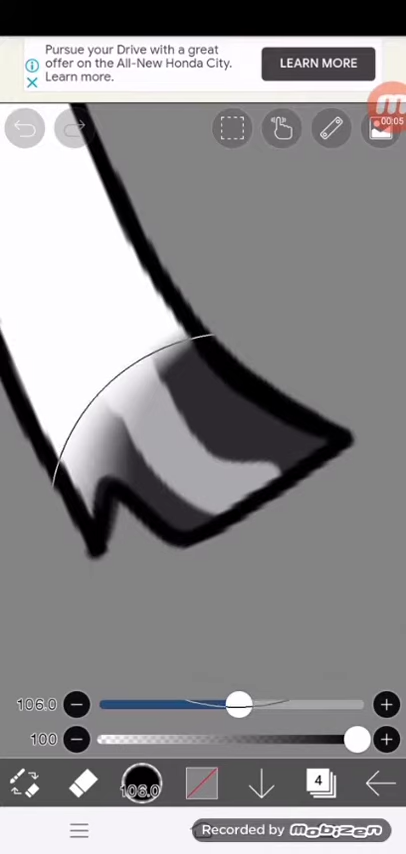 Pursue your Drive with a great
offer on the All-New Honda City.
Learn more.
LEARN MORE
00:05
106.0
100
106.0
4
Recorded by mobizen